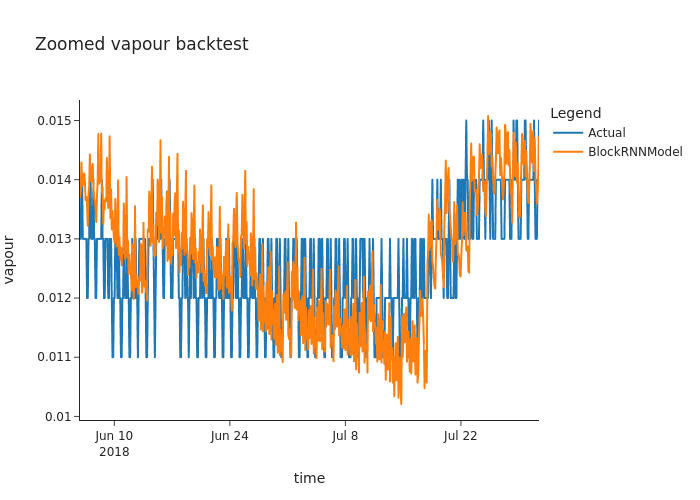 Zoomed vapour backtest
Legend
Actual
BlockRNNModel
0.015
0.014
0.013
0.012
0.011
0.01
vapour
Jun 10
2018
Jun 24
Jul 8
Jul 22
time